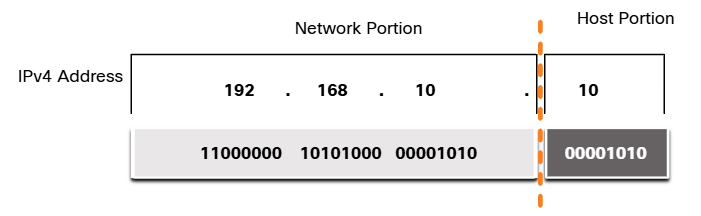 Network Portion
Host Portion
IPv4 Address
192 . 168 . 10 . 10
11000000 10101000 00001010 00001010